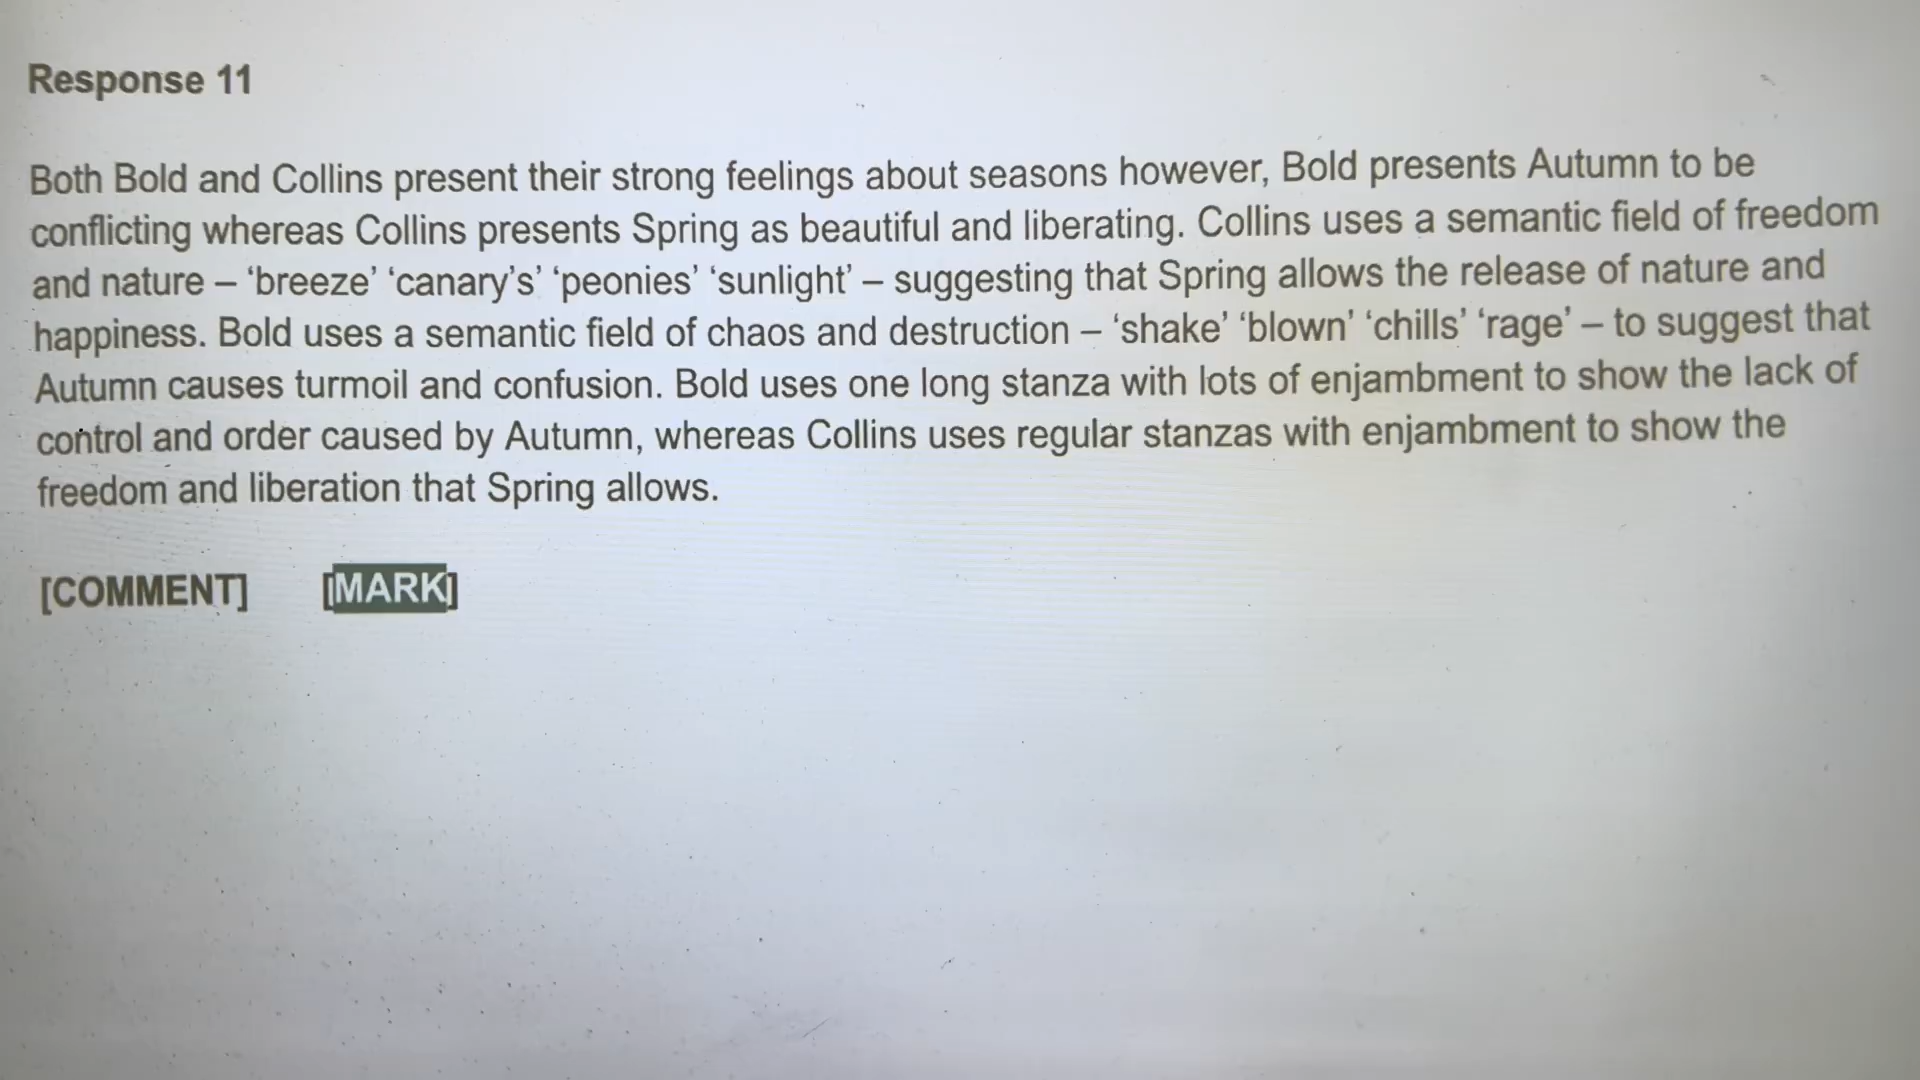 Response 11
Both Bold and Collins present their strong feelings about seasons however, Bold presents Autumn to be
conflicting whereas Collins presents Spring as beautiful and liberating. Collins uses a semantic field of freedom
and nature – ‘breeze’ ‘canary’s’ ‘peonies’ ‘sunlight’ – suggesting that Spring allows the release of nature and
happiness. Bold uses a semantic field of chaos and destruction – ‘shake’ ‘blown’ ‘chills’ ‘rage’ – to suggest that
Autumn causes turmoil and confusion. Bold uses one long stanza with lots of enjambment to show the lack of
control and order caused by Autumn, whereas Collins uses regular stanzas with enjambment to show the
freedom and liberation that Spring allows.
[COMMENT] [MARK]